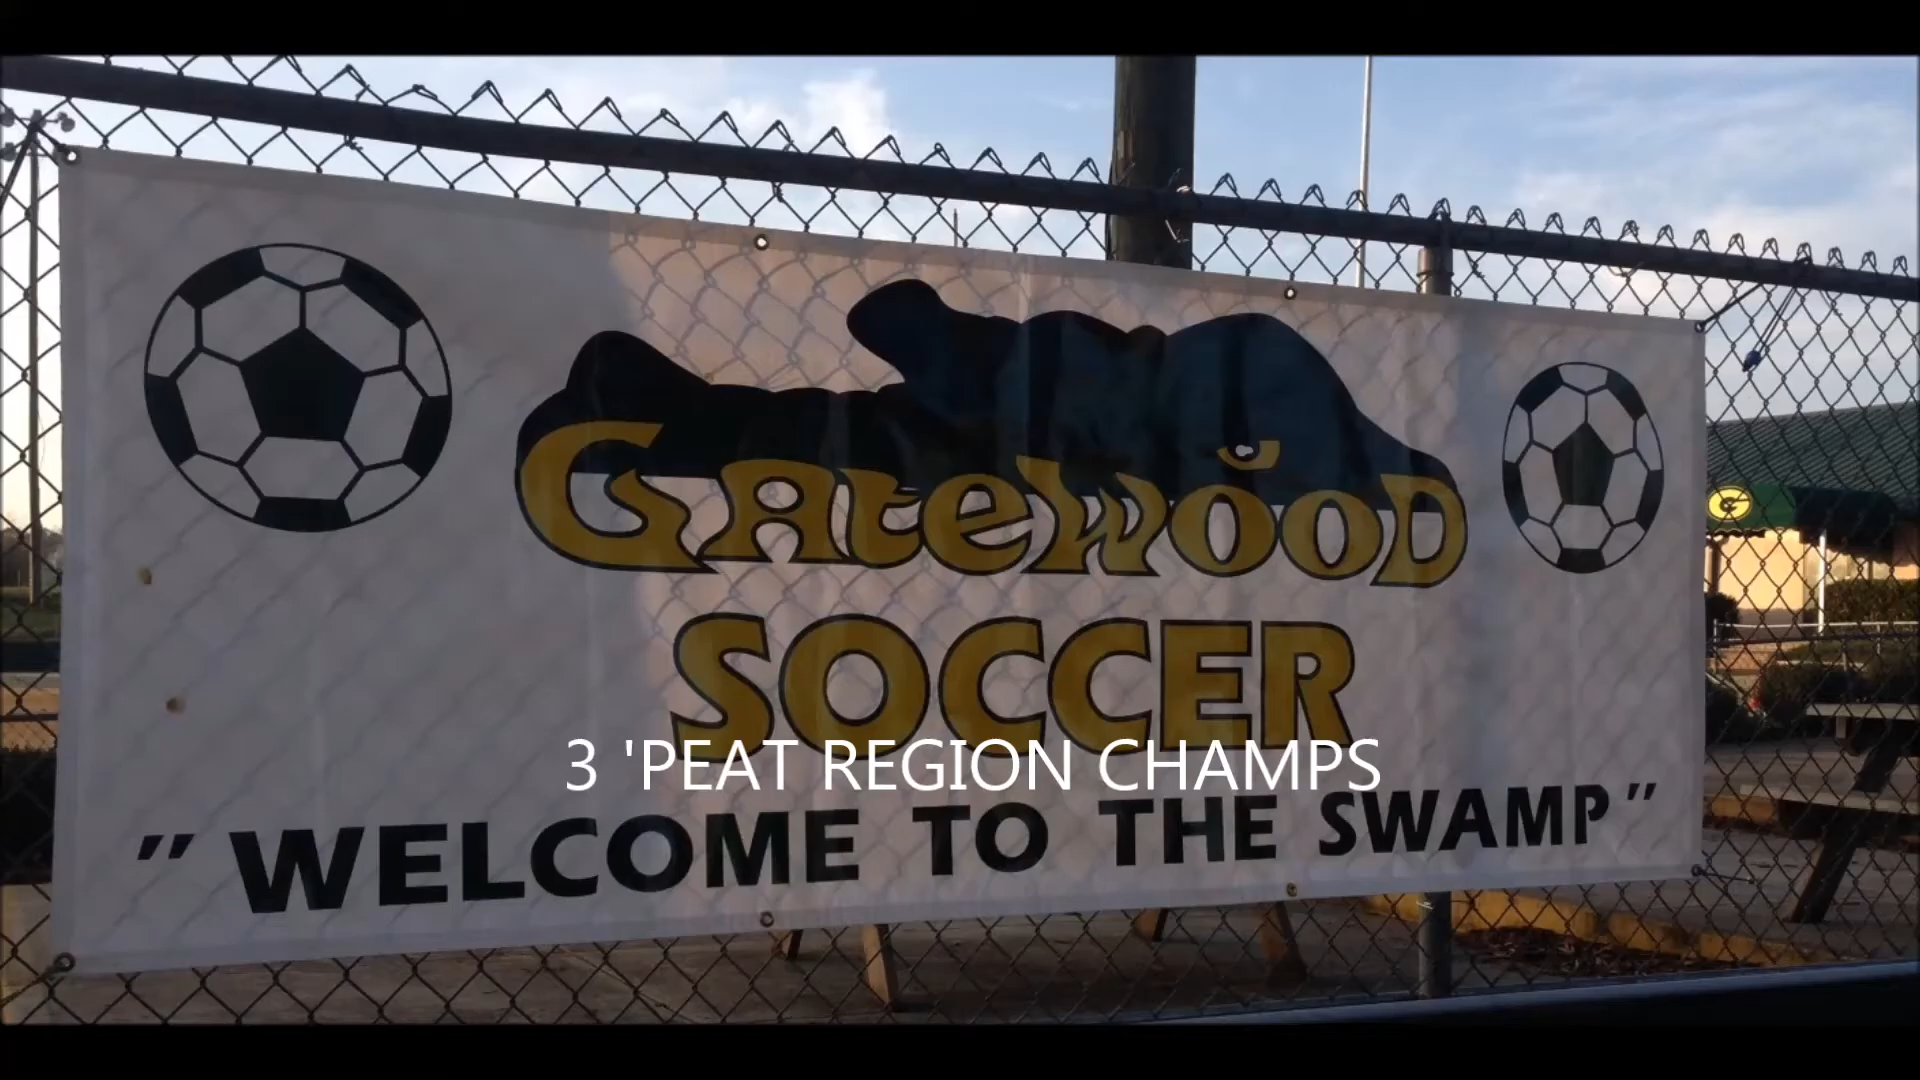 GATEWOOD
SOCCER
3 'PEAT REGION CHAMPS
"WELCOME TO THE SWAMP"
G